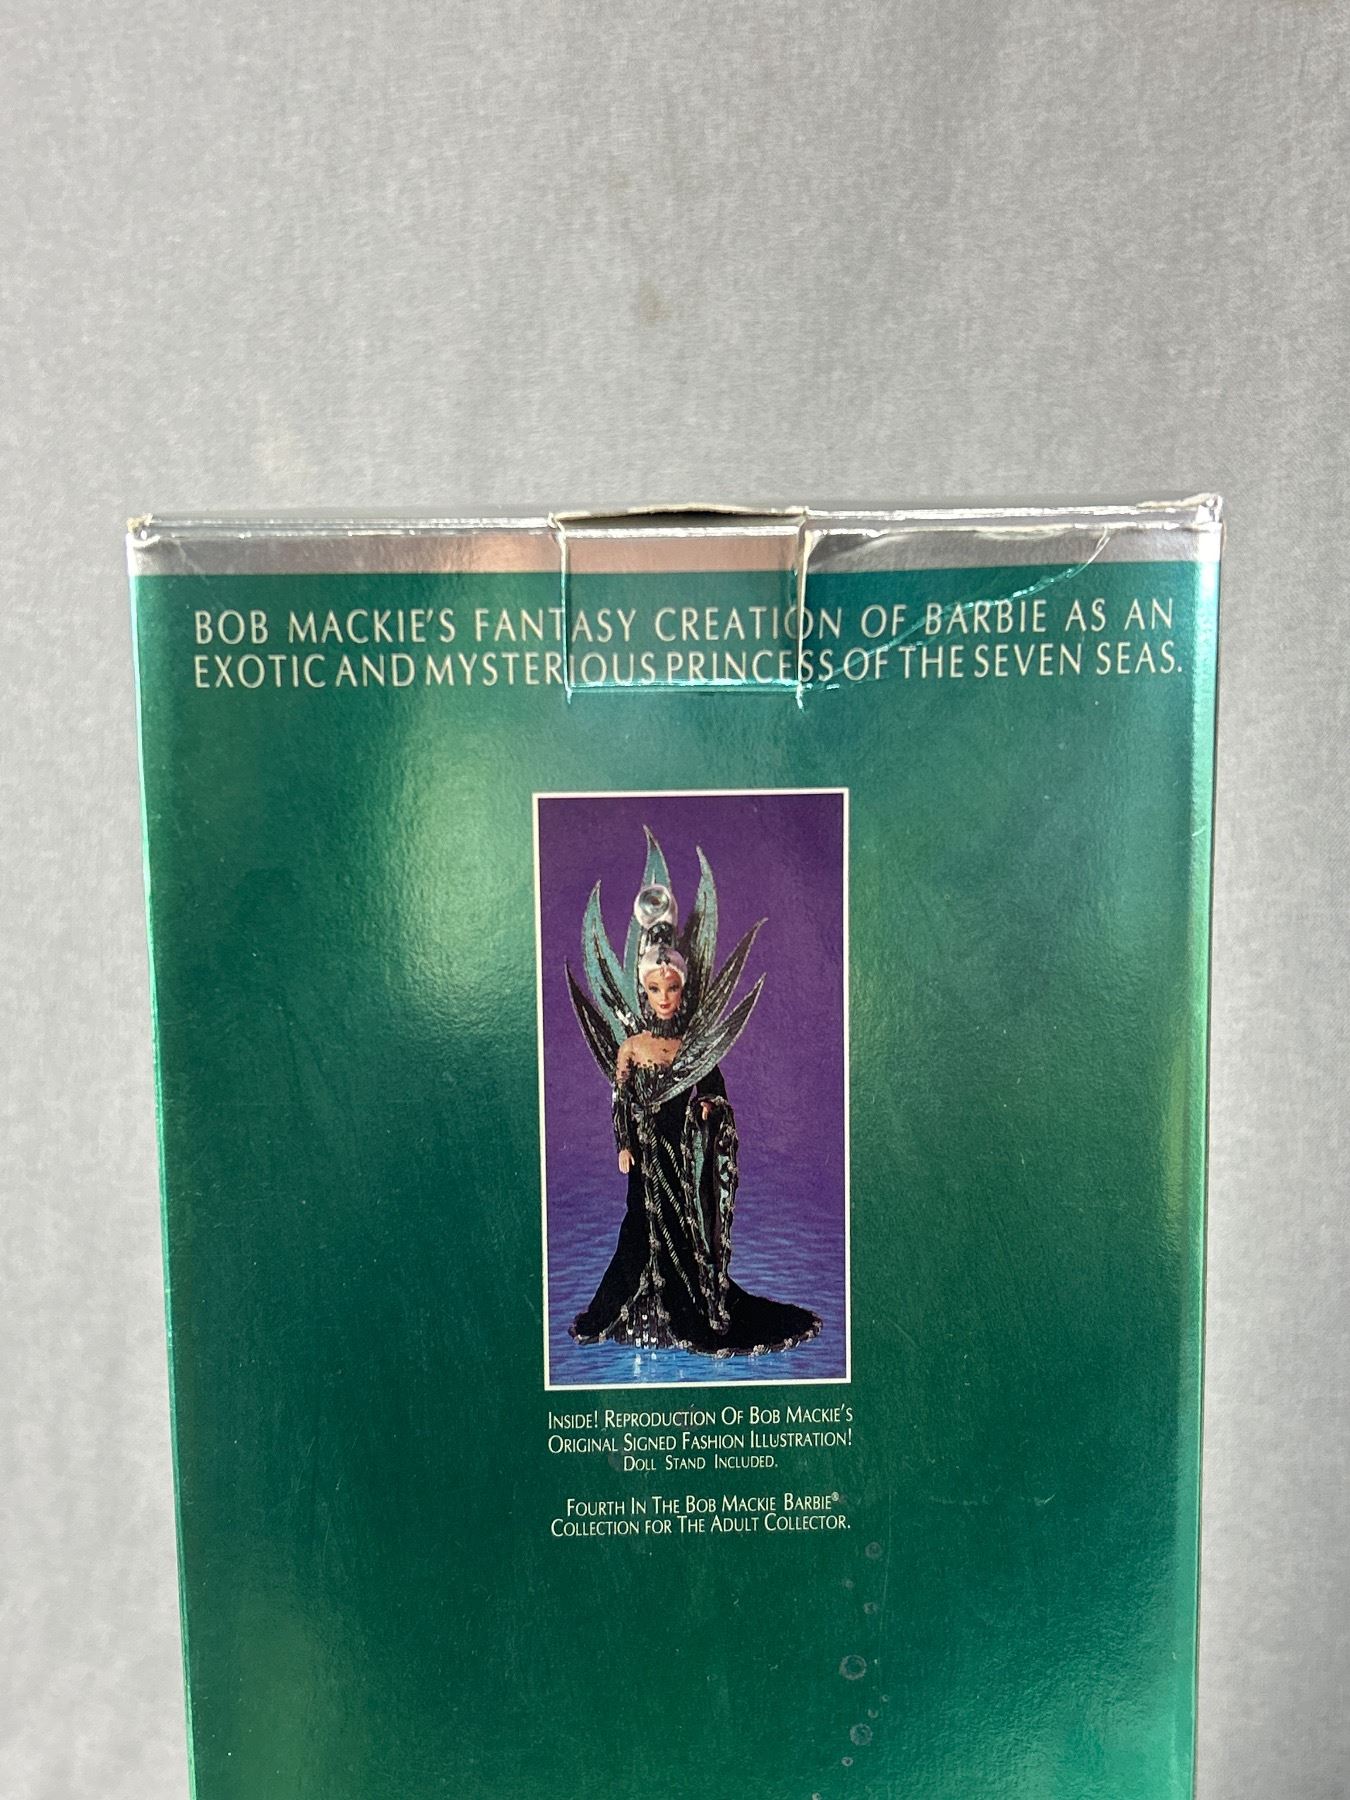 BOB MACKIE'S FANTASY CREATION OF BARBIE AS AN
EXOTIC AND MYSTERIOUS PRINCESS OF THE SEVEN SEAS.
INSIDE! REPRODUCTION OF BOB MACKIE'S
ORIGINAL SIGNED FASHION ILLUSTRATION!
DOLL STAND INCLUDED.
FOURTH IN THE BOB MACKIE BARBIE®
COLLECTION FOR THE ADULT COLLECTOR.